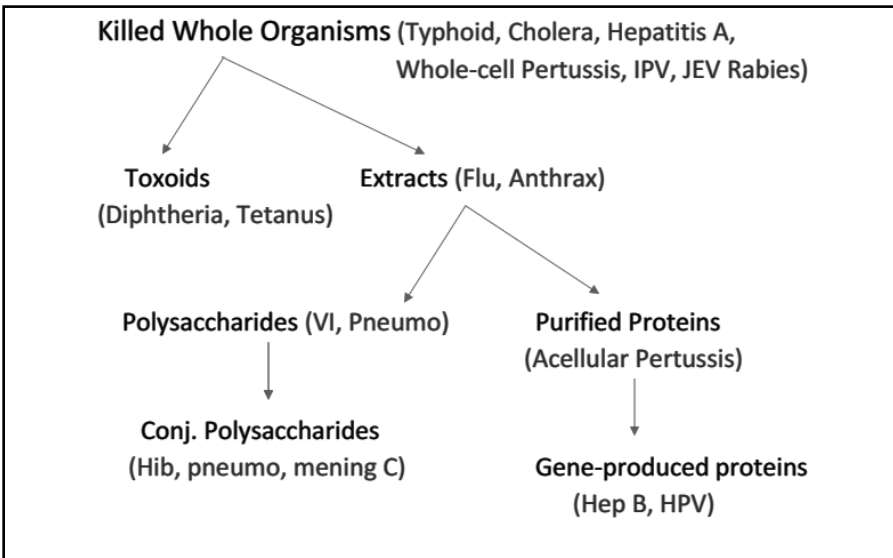 Killed Whole Organisms (Typhoid, Cholera, Hepatitis A,
Whole-cell Pertussis, IPV, JEV Rabies)
Toxoids
(Diphtheria, Tetanus)
Extracts (Flu, Anthrax)
Polysaccharides (VI, Pneumo)
Purified Proteins
(Acellular Pertussis)
Conj. Polysaccharides
(Hib, pneumo, mening C)
Gene-produced proteins
(Hep B, HPV)